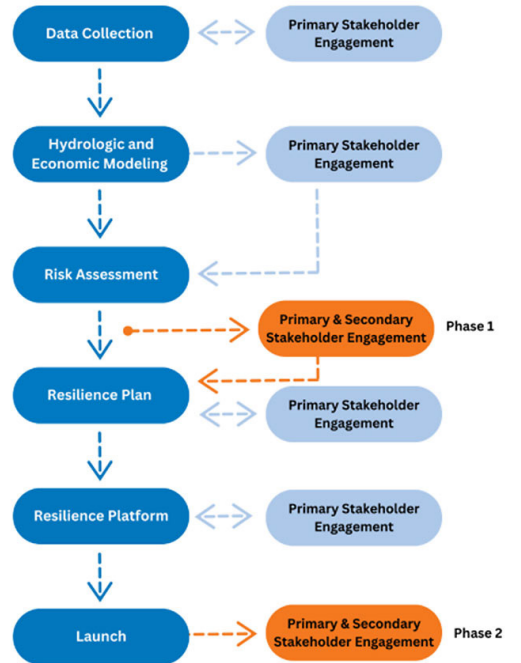 Data Collection
Primary Stakeholder
Engagement
Hydrologic and
Economic Modeling
Primary Stakeholder
Engagement
Risk Assessment
Primary & Secondary
Stakeholder Engagement
Phase 1
Resilience Plan
Primary Stakeholder
Engagement
Resilience Platform
Primary Stakeholder
Engagement
Launch
Primary & Secondary
Stakeholder Engagement
Phase 2